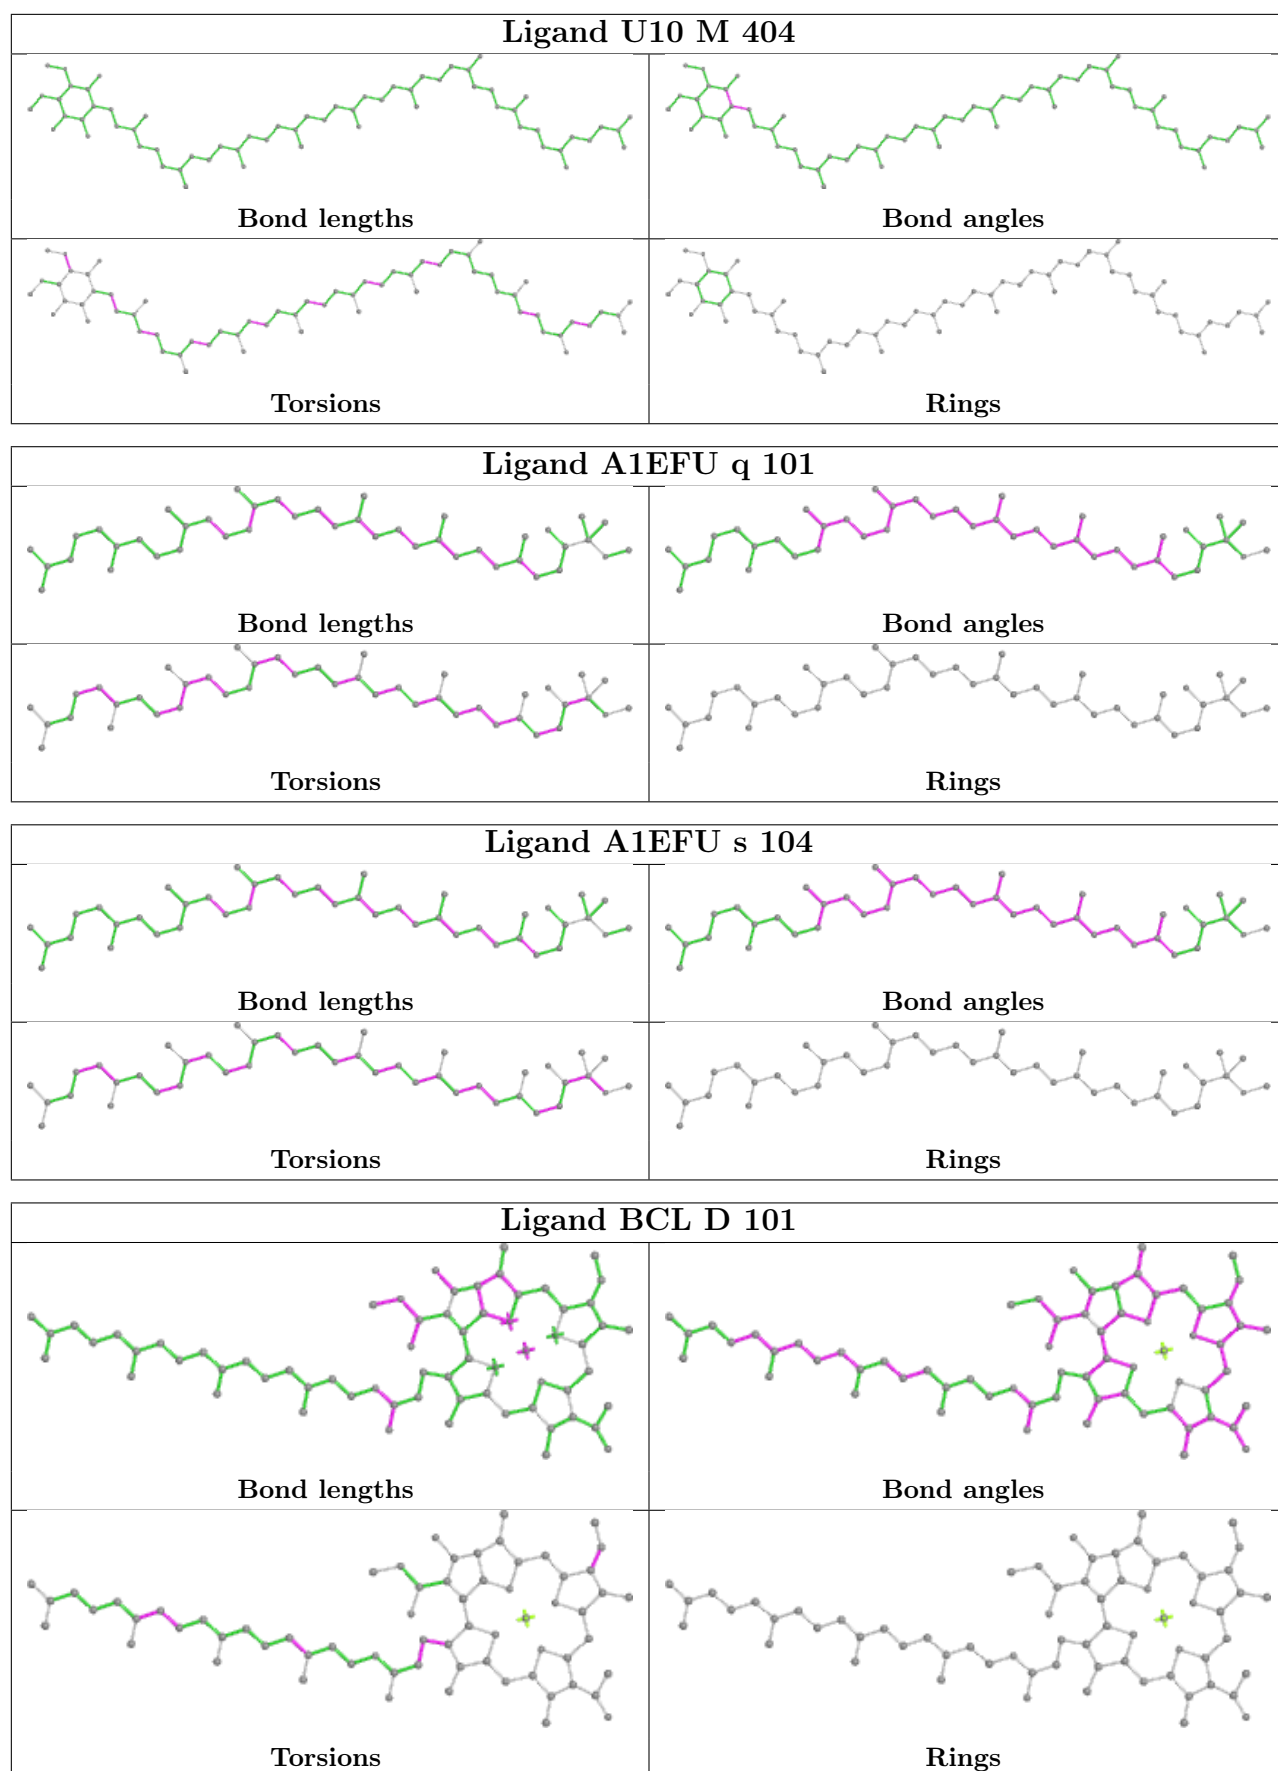 Ligand U10 M 404
Bond lengths
Bond angles
Torsions
Rings
Ligand A1EFU q 101
Bond lengths
Bond angles
Torsions
Rings
Ligand A1EFU s 104
Bond lengths
Bond angles
Torsions
Rings
Ligand BCL D 101
Bond lengths
Bond angles
Torsions
Rings